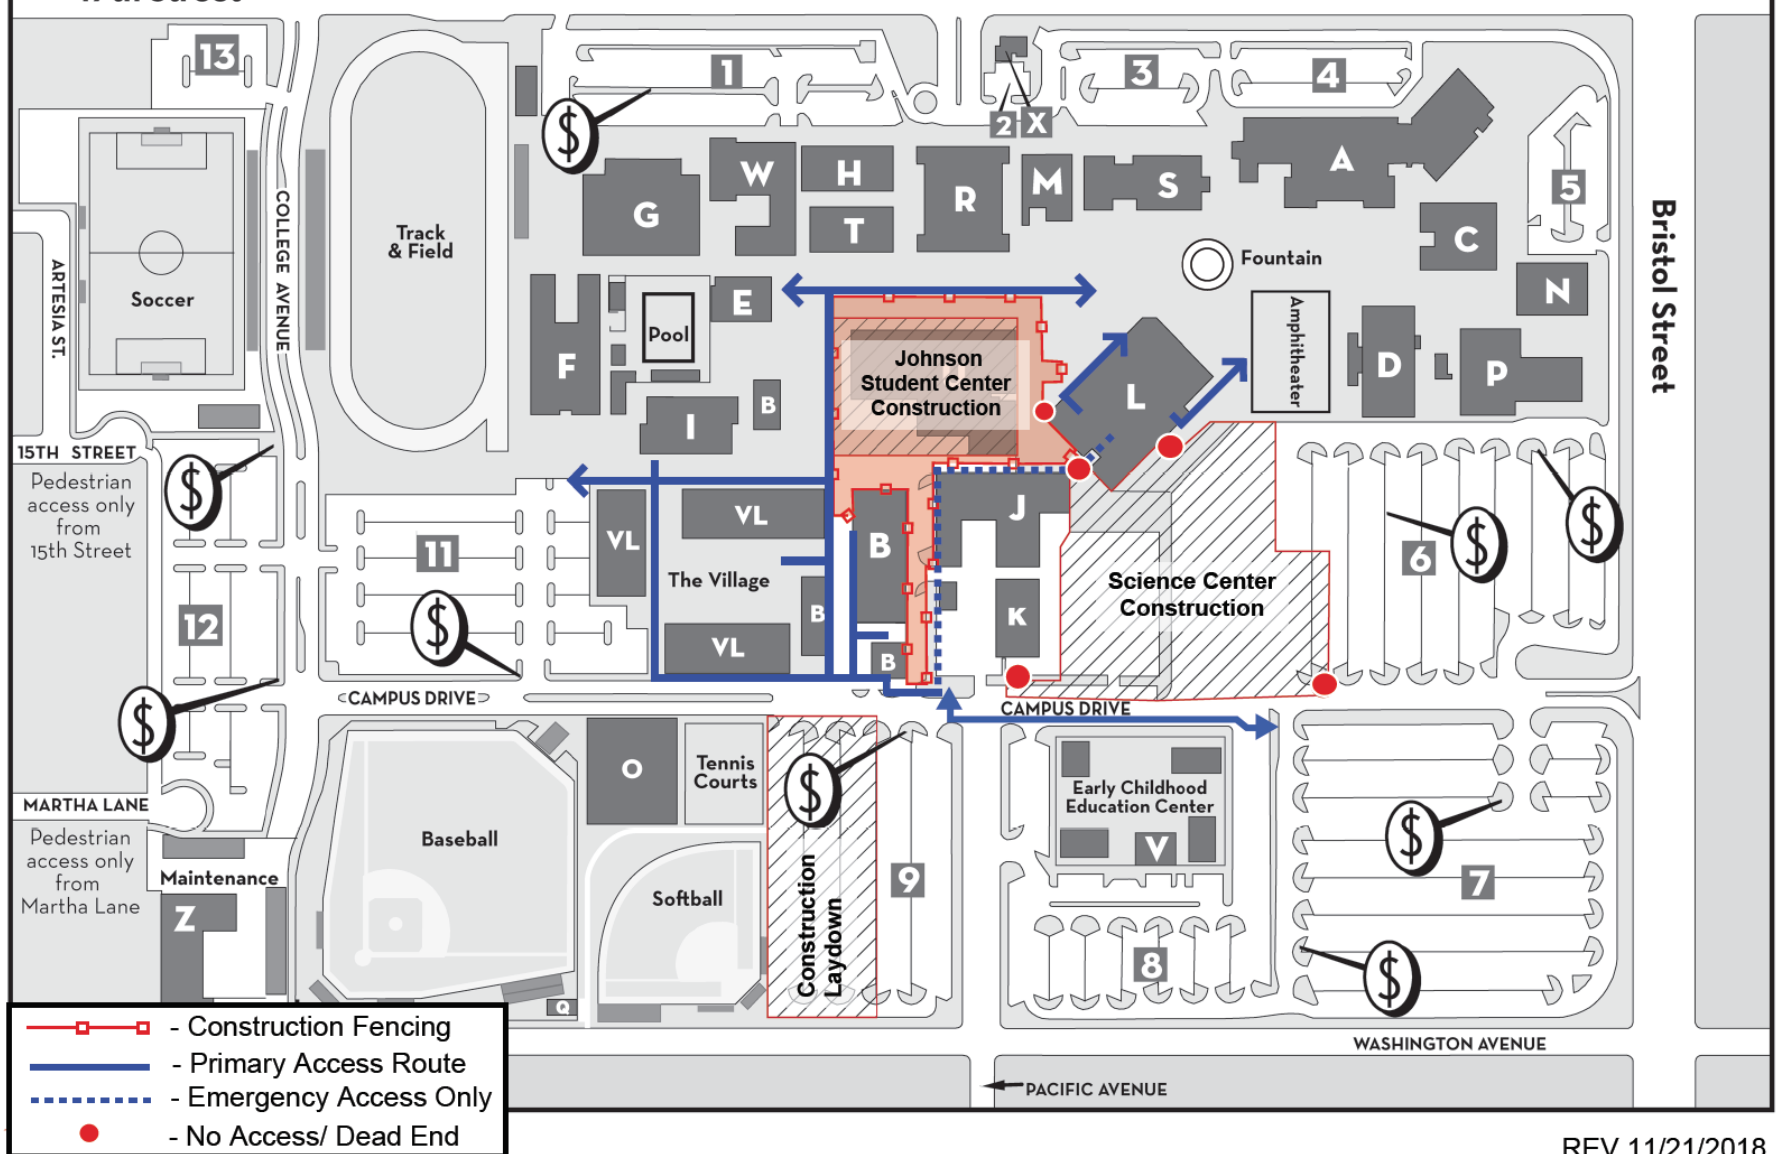 13
1
3
4
2
X
5
$
COLLEGE AVENUE
ARTESIA ST.
Soccer
Track
& Field
G
W
H
T
R
M
S
A
C
N
Bristol Street
Fountain
Amphitheater
D
P
E
Pool
F
I
B
Johnson
Student Center
Construction
L
15TH STREET
Pedestrian
access only
from
15th Street
$
11
VL
VL
The Village
VL
B
B
B
J
K
Science Center
Construction
6
$
$
12
$
$
CAMPUS DRIVE
CAMPUS DRIVE
MARTHA LANE
Pedestrian
access only
from
Martha Lane
Maintenance
Z
Baseball
O
Tennis
Courts
Softball
Q
$
Construction
Laydown
9
Early Childhood
Education Center
V
8
$
7
$
WASHINGTON AVENUE
PACIFIC AVENUE
- Construction Fencing
- Primary Access Route
- Emergency Access Only
- No Access/ Dead End
REV 11/21/2018